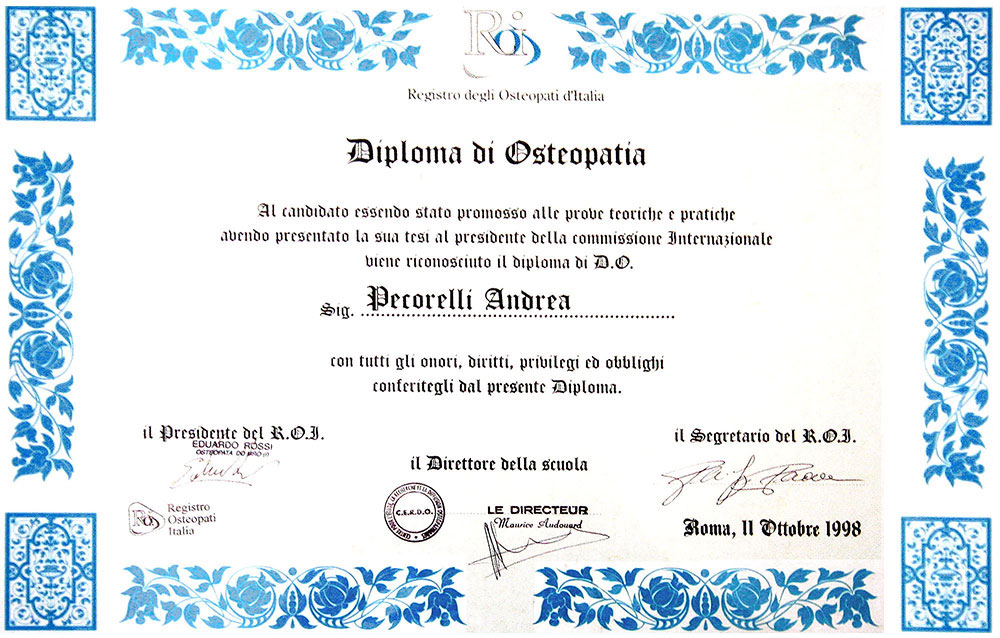 Roi
Registro degli Osteopati d'Italia
Diploma di Osteopatia
Al candidato essendo stato promosso alle prove teoriche e pratiche
avendo presentato la sua tesi al presidente della commissione Internazionale
viene riconosciuto il diploma di D.O.
Sig. Pecorelli Andrea
con tutti gli onori, diritti, privilegi ed obblighi
conferitegli dal presente Diploma.
il Presidente del R.O.I.
EDUARDO ROSSI
OSTEOPATA DO
il Segretario del R.O.I.
il Direttore della scuola
Roi
Registro
Osteopati
Italia
C.E.R.D.O.
LE DIRECTEUR
Maurice Audouard
Roma, 11 Ottobre 1998